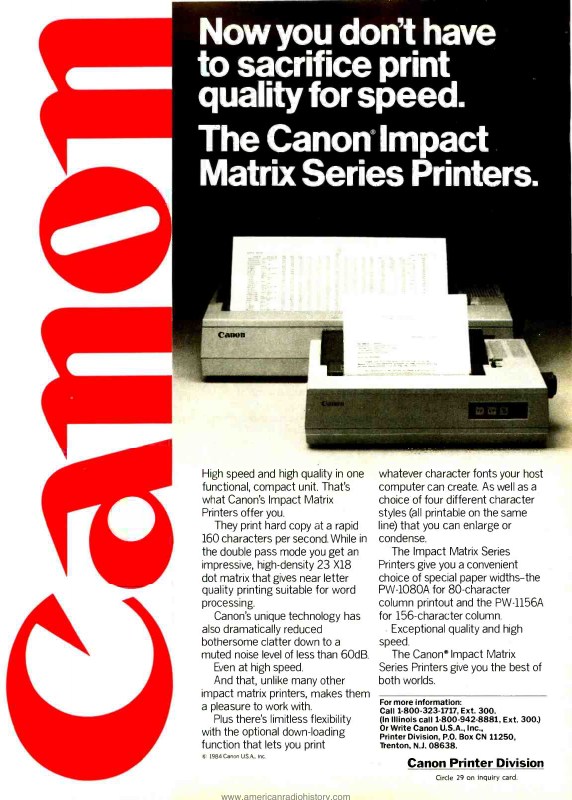 Canon
Now you don't have
to sacrifice print
quality for speed.
The Canon® Impact
Matrix Series Printers.
Canon
Canon
High speed and high quality in one
functional, compact unit. That's
what Canon's Impact Matrix
Printers offer you.
They print hard copy at a rapid
160 characters per second. While in
the double pass mode you get an
impressive, high-density 23 X18
dot matrix that gives near letter
quality printing suitable for word
processing.
Canon's unique technology has
also dramatically reduced
bothersome clatter down to a
muted noise level of less than 60dB.
Even at high speed.
And that, unlike many other
impact matrix printers, makes them
a pleasure to work with.
Plus there's limitless flexibility
with the optional down-loading
function that lets you print
© 1984 Canon U.S.A., Inc.
whatever character fonts your host
computer can create. As well as a
choice of four different character
styles (all printable on the same
line) that you can enlarge or
condense.
The Impact Matrix Series
Printers give you a convenient
choice of special paper widths–the
PW-1080A for 80-character
column printout and the PW-1156A
for 156-character column.
Exceptional quality and high
speed.
The Canon® Impact Matrix
Series Printers give you the best of
both worlds.
For more information:
Call 1-800-323-1717, Ext. 300.
(In Illinois call 1-800-942-8881, Ext. 300.)
Or Write Canon U.S.A., Inc.,
Printer Division, P.O. Box CN 11250,
Trenton, N.J. 08638.
Canon Printer Division
Circle 29 on inquiry card.
www.americanradiohistory.com